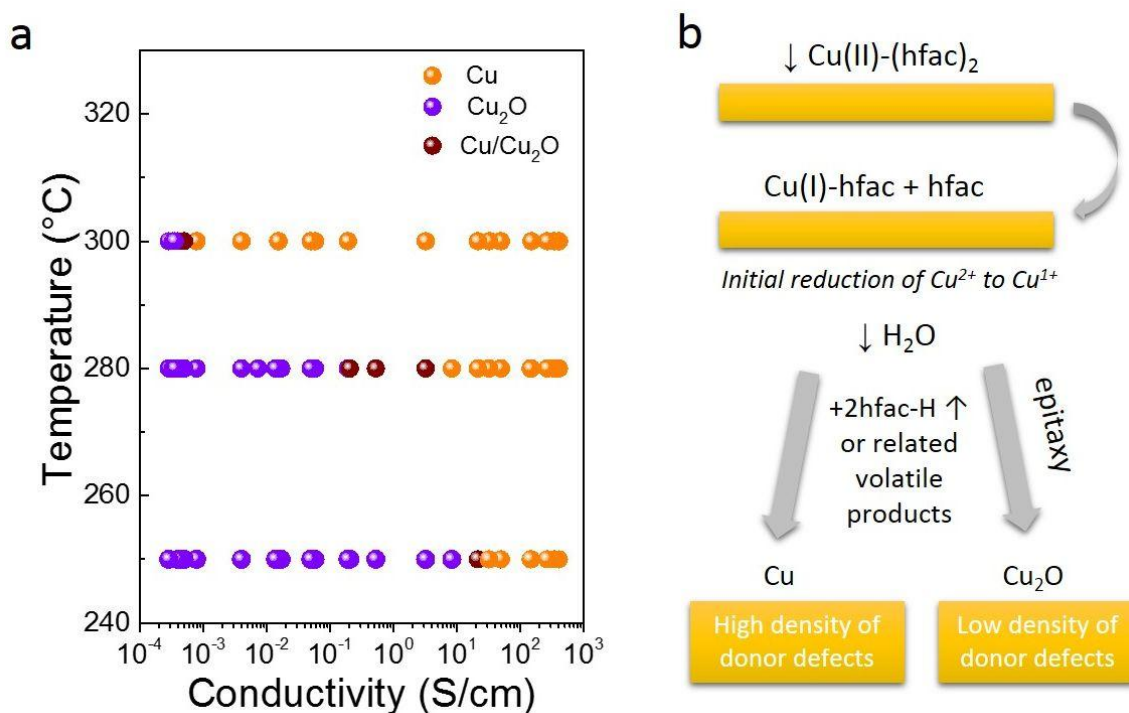 a
Cu
Cu₂O
Cu/Cu₂O
Temperature (°C)
320
300
280
260
240
10⁻⁴ 10⁻³ 10⁻² 10⁻¹ 10⁰ 10¹ 10² 10³
Conductivity (S/cm)
b
↓ Cu(II)-(hfac)₂
Cu(I)-hfac + hfac
Initial reduction of Cu²⁺ to Cu¹⁺
↓ H₂O
+2hfac-H ↑
or related
volatile
products
epitaxy
Cu
High density of
donor defects
Cu₂O
Low density of
donor defects